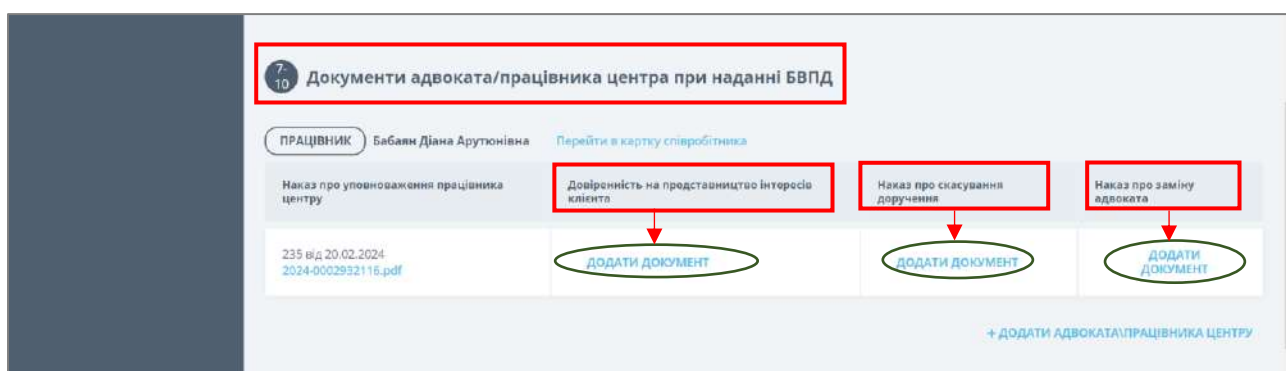 7-
10
Документи адвоката/працівника центра при наданні БВПД
ПРАЦІВНИК Бабаян Діана Арутюнівна Перейти в картку співробітника
Наказ про уповноваження працівника
центру
Довіренність на представництво інтересів
клієнта
Наказ про скасування
доручення
Наказ про заміну
адвоката
235 від 20.02.2024
2024-0002932116.pdf
ДОДАТИ ДОКУМЕНТ
ДОДАТИ ДОКУМЕНТ
ДОДАТИ
ДОКУМЕНТ
+ ДОДАТИ АДВОКАТА\ПРАЦІВНИКА ЦЕНТРУ